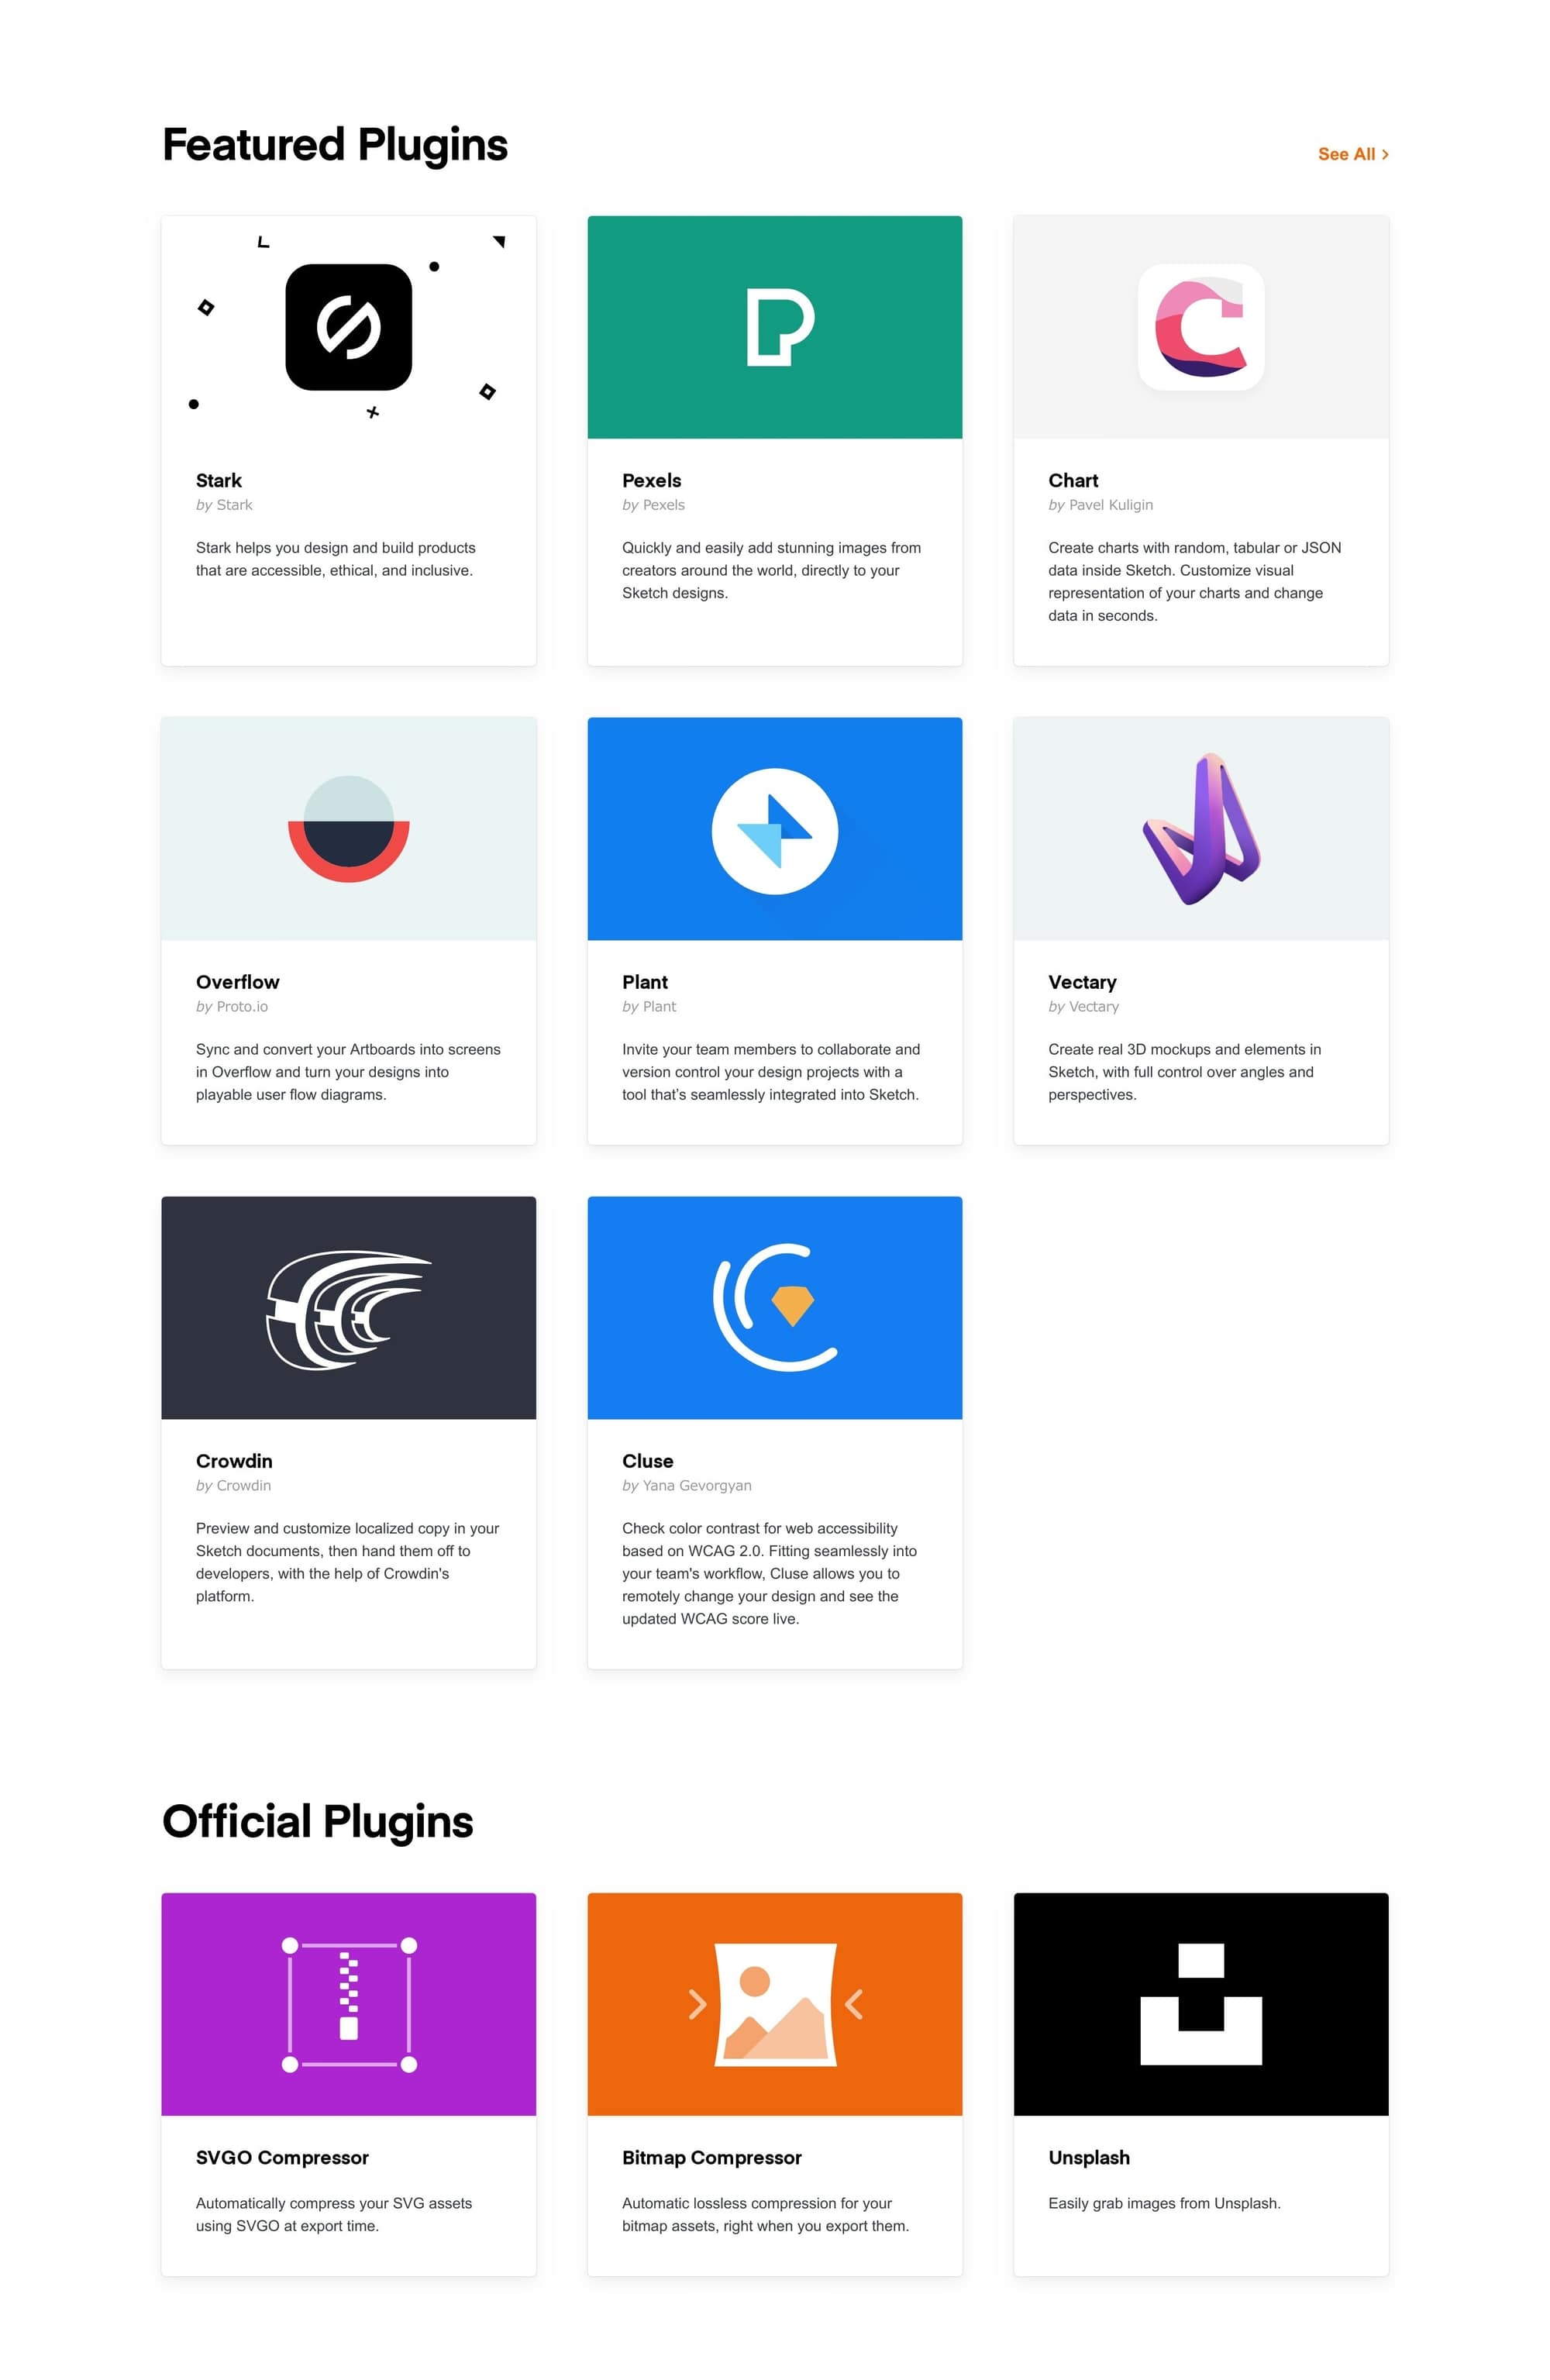 Featured Plugins
See All >
Stark
by Stark
Stark helps you design and build products
that are accessible, ethical, and inclusive.
Pexels
by Pexels
Quickly and easily add stunning images from
creators around the world, directly to your
Sketch designs.
Chart
by Pavel Kuligin
Create charts with random, tabular or JSON
data inside Sketch. Customize visual
representation of your charts and change
data in seconds.
Overflow
by Proto.io
Sync and convert your Artboards into screens
in Overflow and turn your designs into
playable user flow diagrams.
Plant
by Plant
Invite your team members to collaborate and
version control your design projects with a
tool that’s seamlessly integrated into Sketch.
Vectary
by Vectary
Create real 3D mockups and elements in
Sketch, with full control over angles and
perspectives.
Crowdin
by Crowdin
Preview and customize localized copy in your
Sketch documents, then hand them off to
developers, with the help of Crowdin's
platform.
Cluse
by Yana Gevorgyan
Check color contrast for web accessibility
based on WCAG 2.0. Fitting seamlessly into
your team's workflow, Cluse allows you to
remotely change your design and see the
updated WCAG score live.
Official Plugins
SVGO Compressor
Automatically compress your SVG assets
using SVGO at export time.
Bitmap Compressor
Automatic lossless compression for your
bitmap assets, right when you export them.
Unsplash
Easily grab images from Unsplash.